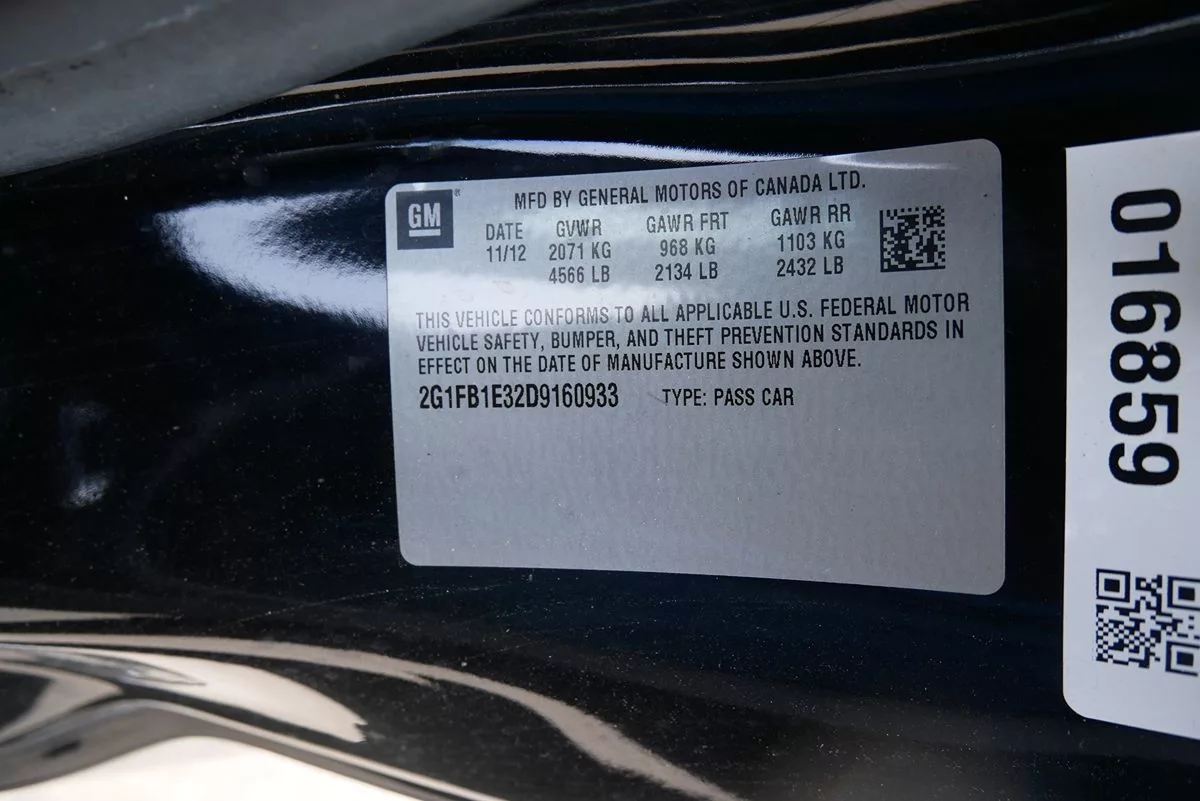 GM
®
MFD BY GENERAL MOTORS OF CANADA LTD.
DATE GVWR GAWR FRT GAWR RR
11/12 2071 KG 968 KG 1103 KG
4566 LB 2134 LB 2432 LB
THIS VEHICLE CONFORMS TO ALL APPLICABLE U.S. FEDERAL MOTOR
VEHICLE SAFETY, BUMPER, AND THEFT PREVENTION STANDARDS IN
EFFECT ON THE DATE OF MANUFACTURE SHOWN ABOVE.
2G1FB1E32D9160933 TYPE: PASS CAR
016859